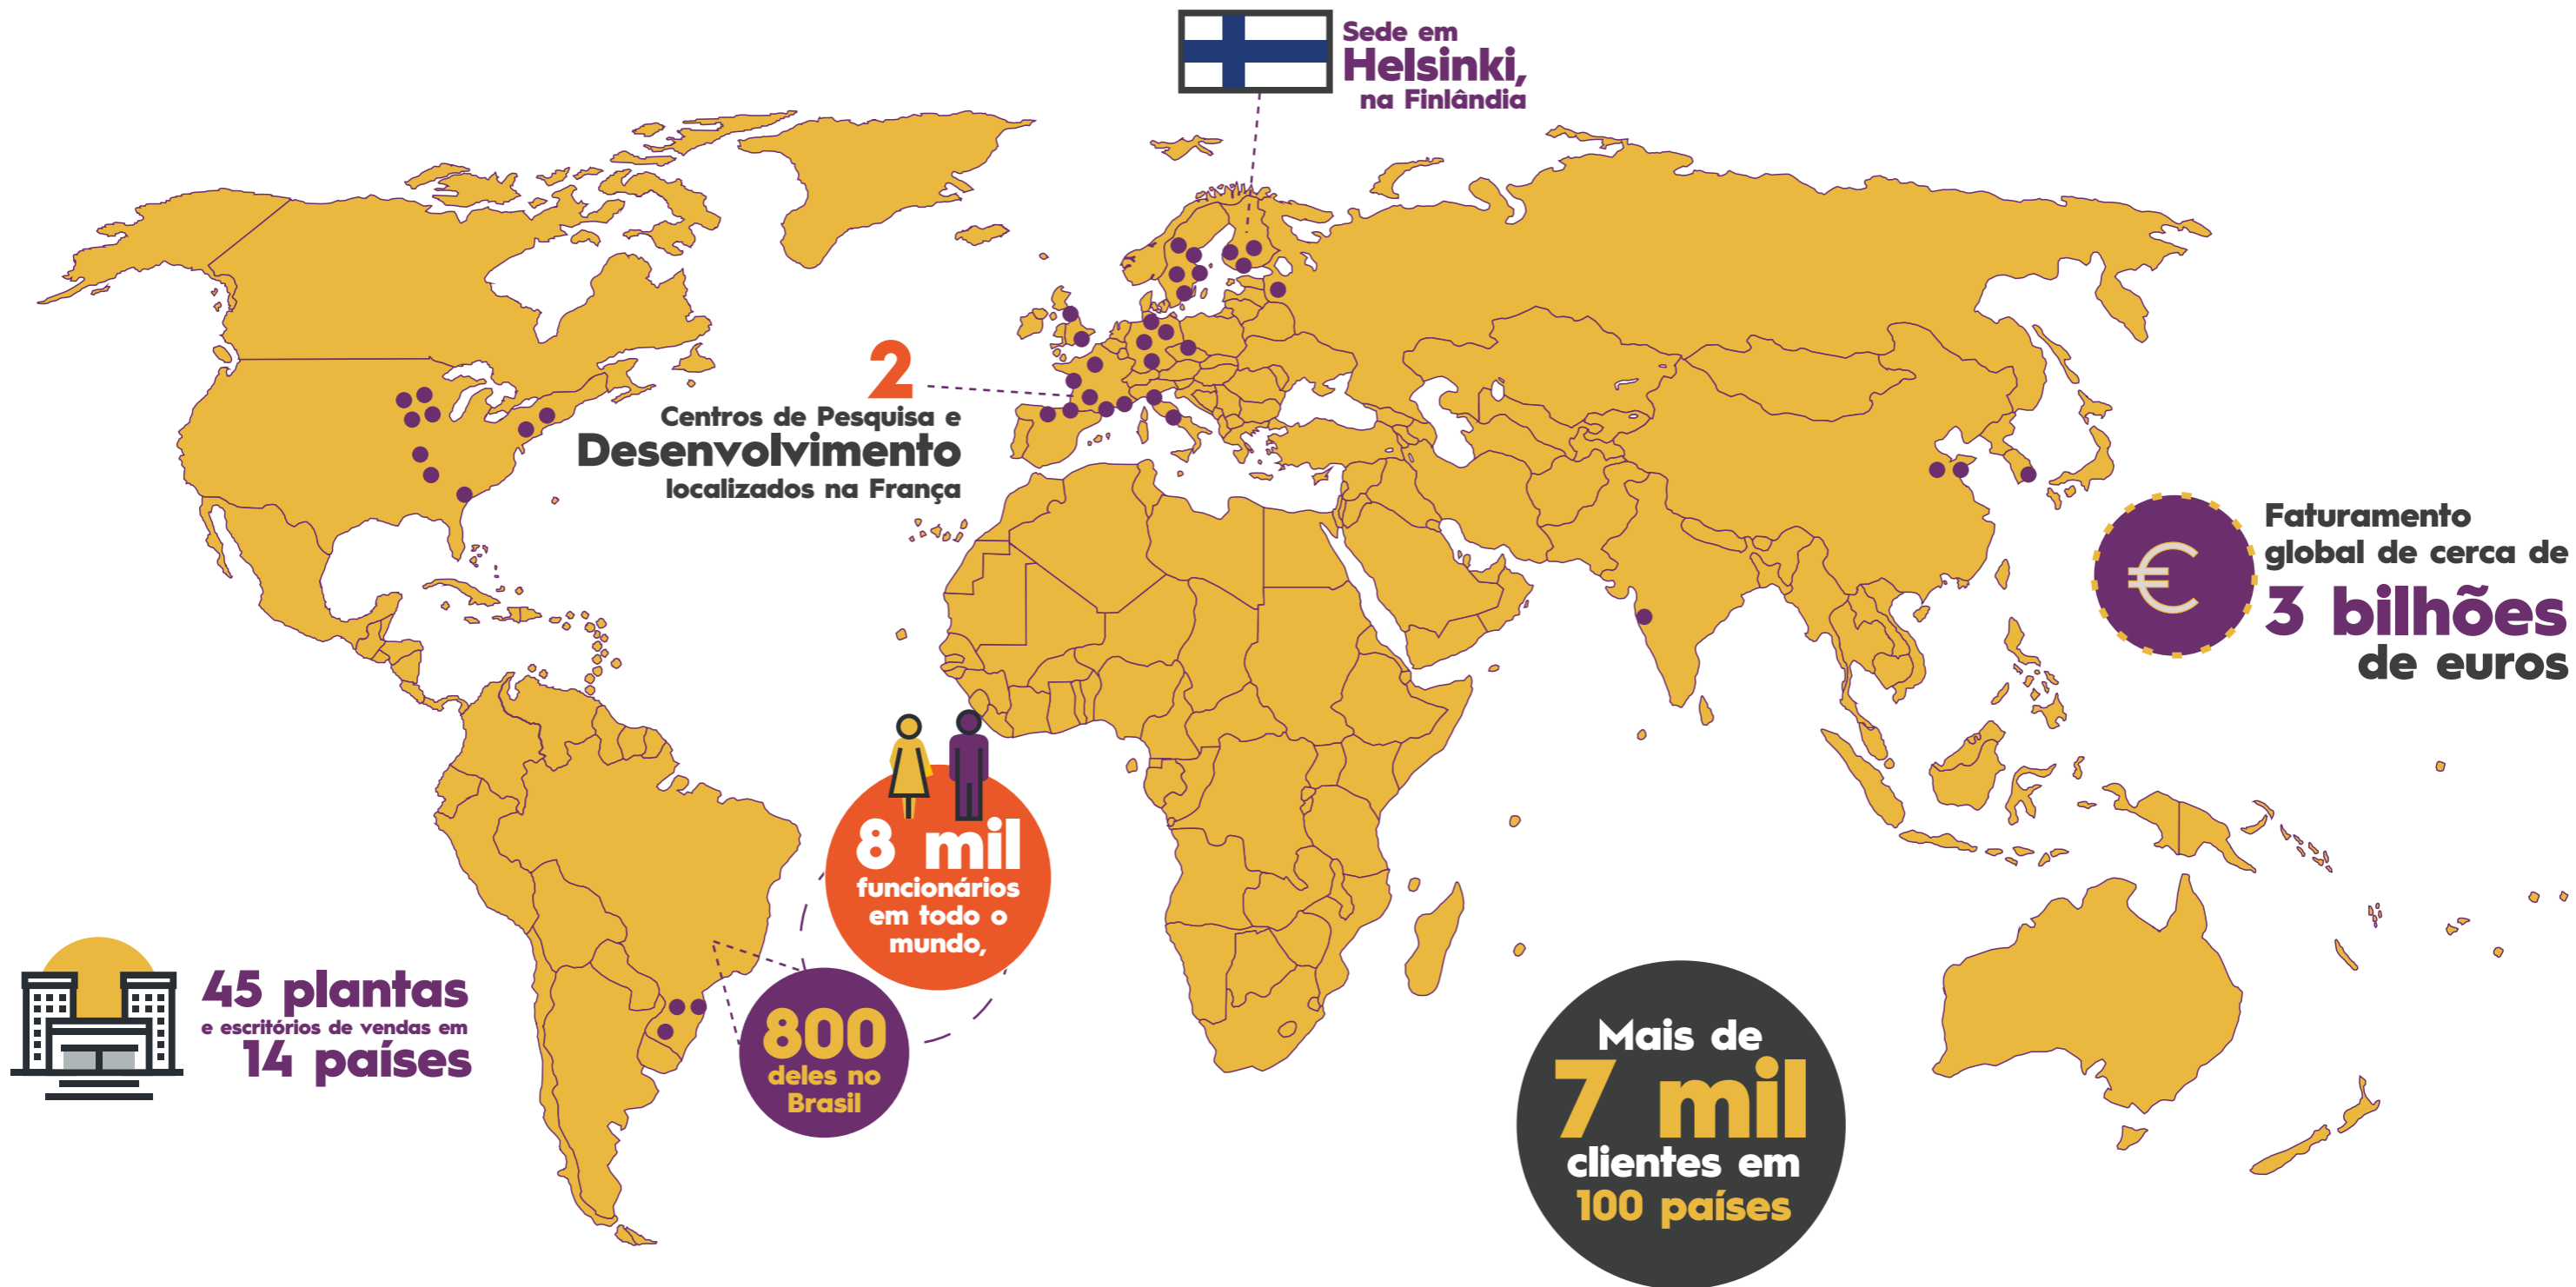 Sede em
Helsinki,
na Finlândia
2
Centros de Pesquisa e
Desenvolvimento
localizados na França
€
Faturamento
global de cerca de
3 bilhões
de euros
8 mil
funcionários
em todo o
mundo,
800
deles no
Brasil
45 plantas
e escritórios de vendas em
14 países
Mais de
7 mil
clientes em
100 países